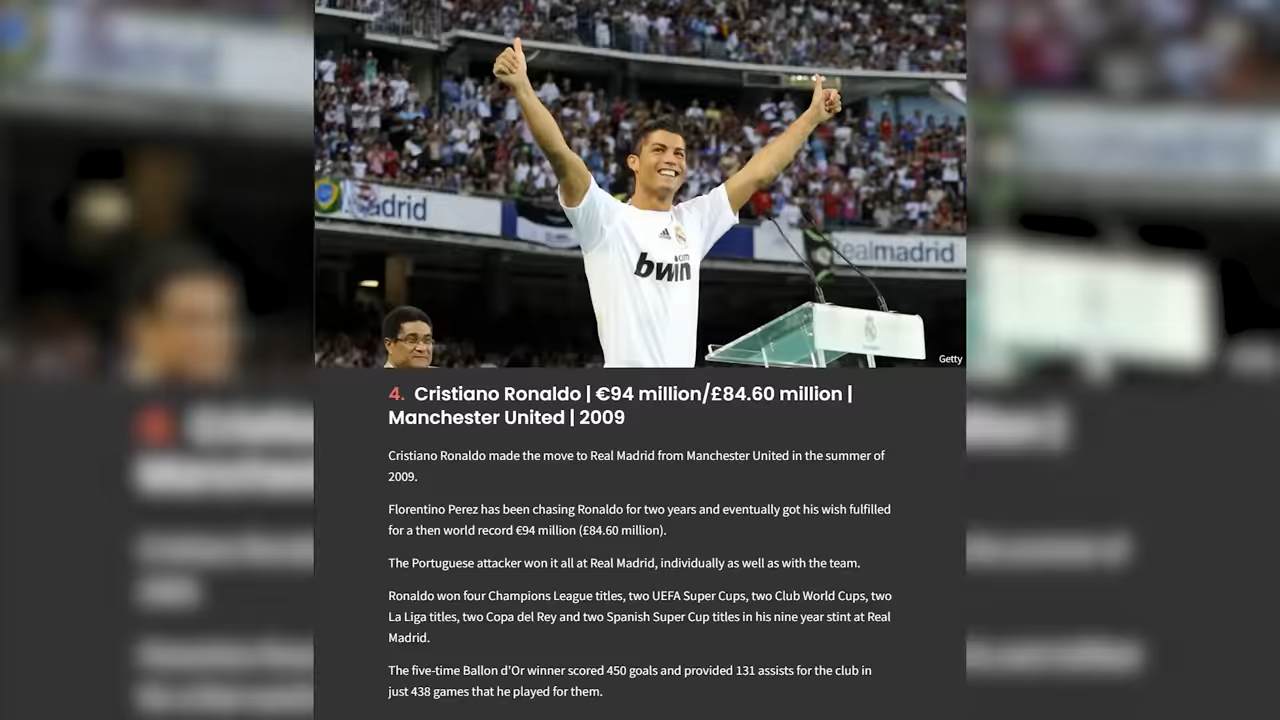 adrid
Realmadrid
bwin
Getty
4. Cristiano Ronaldo | €94 million/£84.60 million |
Manchester United | 2009
Cristiano Ronaldo made the move to Real Madrid from Manchester United in the summer of
2009.
Florentino Perez has been chasing Ronaldo for two years and eventually got his wish fulfilled
for a then world record €94 million (£84.60 million).
The Portuguese attacker won it all at Real Madrid, individually as well as with the team.
Ronaldo won four Champions League titles, two UEFA Super Cups, two Club World Cups, two
La Liga titles, two Copa del Rey and two Spanish Super Cup titles in his nine year stint at Real
Madrid.
The five-time Ballon d'Or winner scored 450 goals and provided 131 assists for the club in
just 438 games that he played for them.